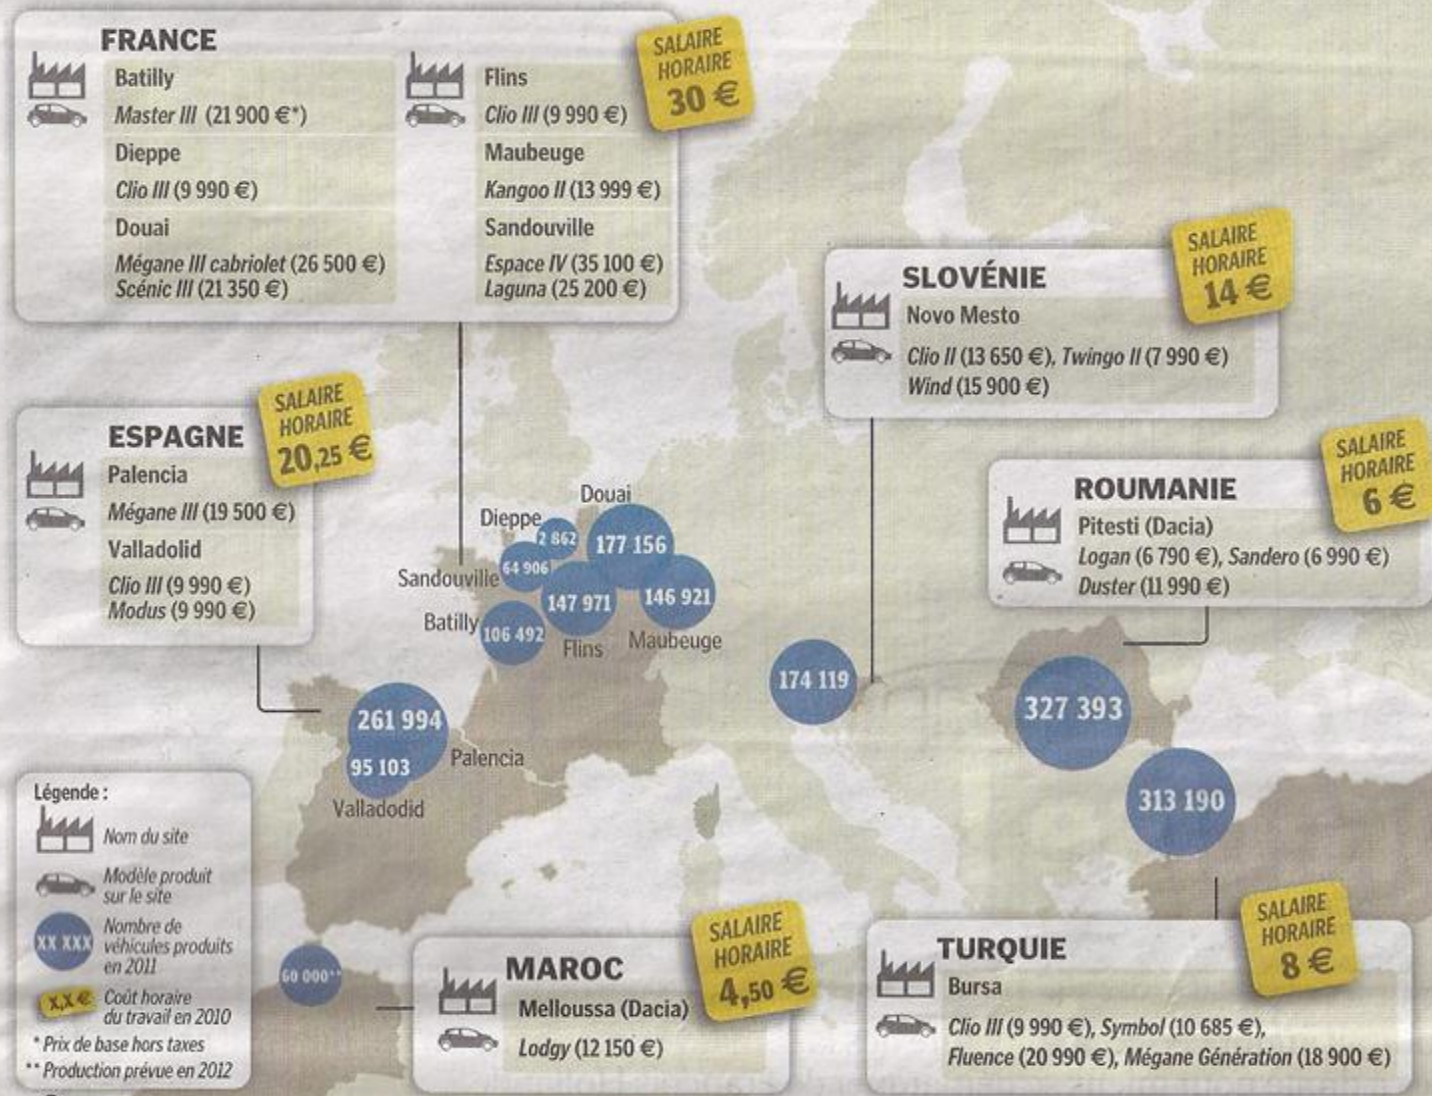 FRANCE
Batilly
Master III (21 900 €*)
Dieppe
Clio III (9 990 €)
Douai
Mégane III cabriolet (26 500 €)
Scénic III (21 350 €)
Flins
Clio III (9 990 €)
Maubeuge
Kangoo II (13 999 €)
Sandouville
Espace IV (35 100 €)
Laguna (25 200 €)
SALAIRE
HORAIRE
30 €
SLOVÉNIE
Novo Mesto
Clio II (13 650 €), Twingo II (7 990 €)
Wind (15 900 €)
SALAIRE
HORAIRE
14 €
ESPAGNE
Palencia
Mégane III (19 500 €)
Valladolid
Clio III (9 990 €)
Modus (9 990 €)
SALAIRE
HORAIRE
20,25 €
ROUMANIE
Pitesti (Dacia)
Logan (6 790 €), Sandero (6 990 €)
Duster (11 990 €)
SALAIRE
HORAIRE
6 €
Douai
177 156
Dieppe
2 862
Sandouville
64 906
Batilly
106 492
147 971
Flins
146 921
Maubeuge
174 119
327 393
313 190
261 994
Palencia
95 103
Valladodid
60 000**
Légende :
Nom du site
Modèle produit
sur le site
XX XXX
Nombre de
véhicules produits
en 2011
X,X €
Coût horaire
du travail en 2010
* Prix de base hors taxes
** Production prévue en 2012
MAROC
Melloussa (Dacia)
Lodgy (12 150 €)
SALAIRE
HORAIRE
4,50 €
TURQUIE
Bursa
Clio III (9 990 €), Symbol (10 685 €),
Fluence (20 990 €), Mégane Génération (18 900 €)
SALAIRE
HORAIRE
8 €